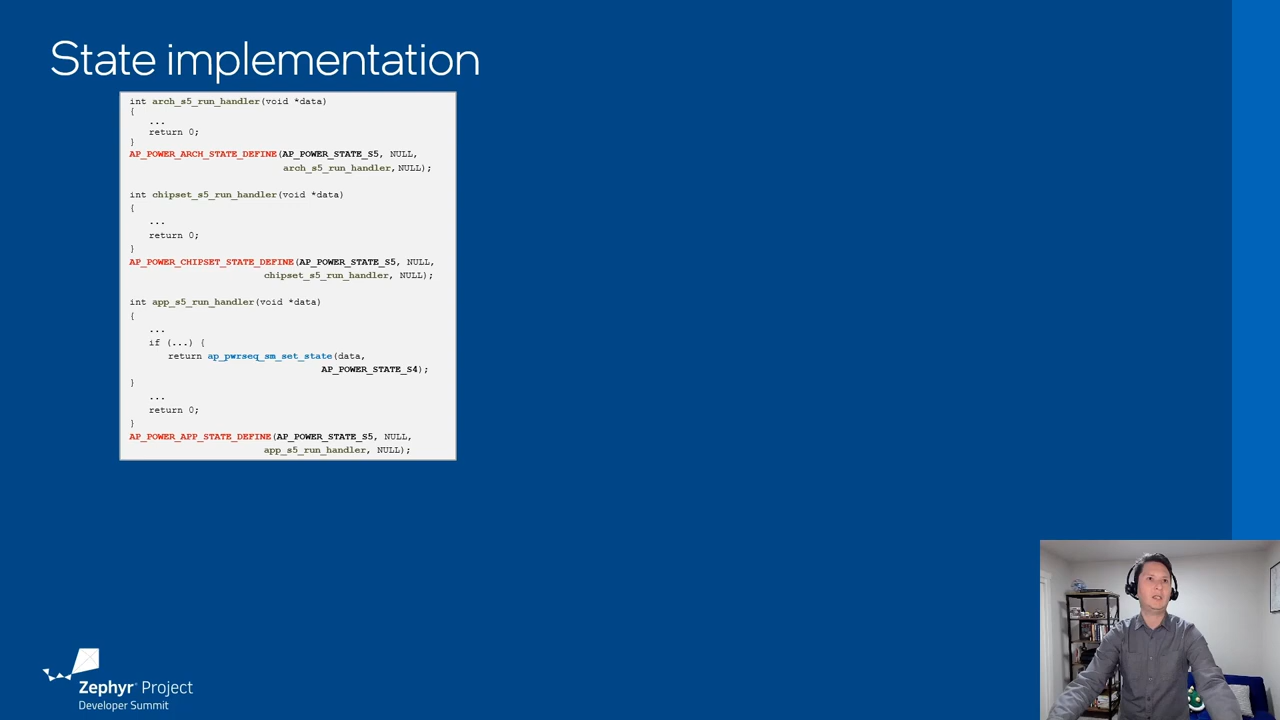 State implementation
int arch_s5_run_handler(void *data)
{
...
return 0;
}
AP_POWER_ARCH_STATE_DEFINE(AP_POWER_STATE_S5, NULL,
arch_s5_run_handler, NULL);
int chipset_s5_run_handler(void *data)
{
...
return 0;
}
AP_POWER_CHIPSET_STATE_DEFINE(AP_POWER_STATE_S5, NULL,
chipset_s5_run_handler, NULL);
int app_s5_run_handler(void *data)
{
...
if (...) {
return ap_pwrseq_sm_set_state(data,
AP_POWER_STATE_S4);
}
...
return 0;
}
AP_POWER_APP_STATE_DEFINE(AP_POWER_STATE_S5, NULL,
app_s5_run_handler, NULL);
Zephyr® Project
Developer Summit